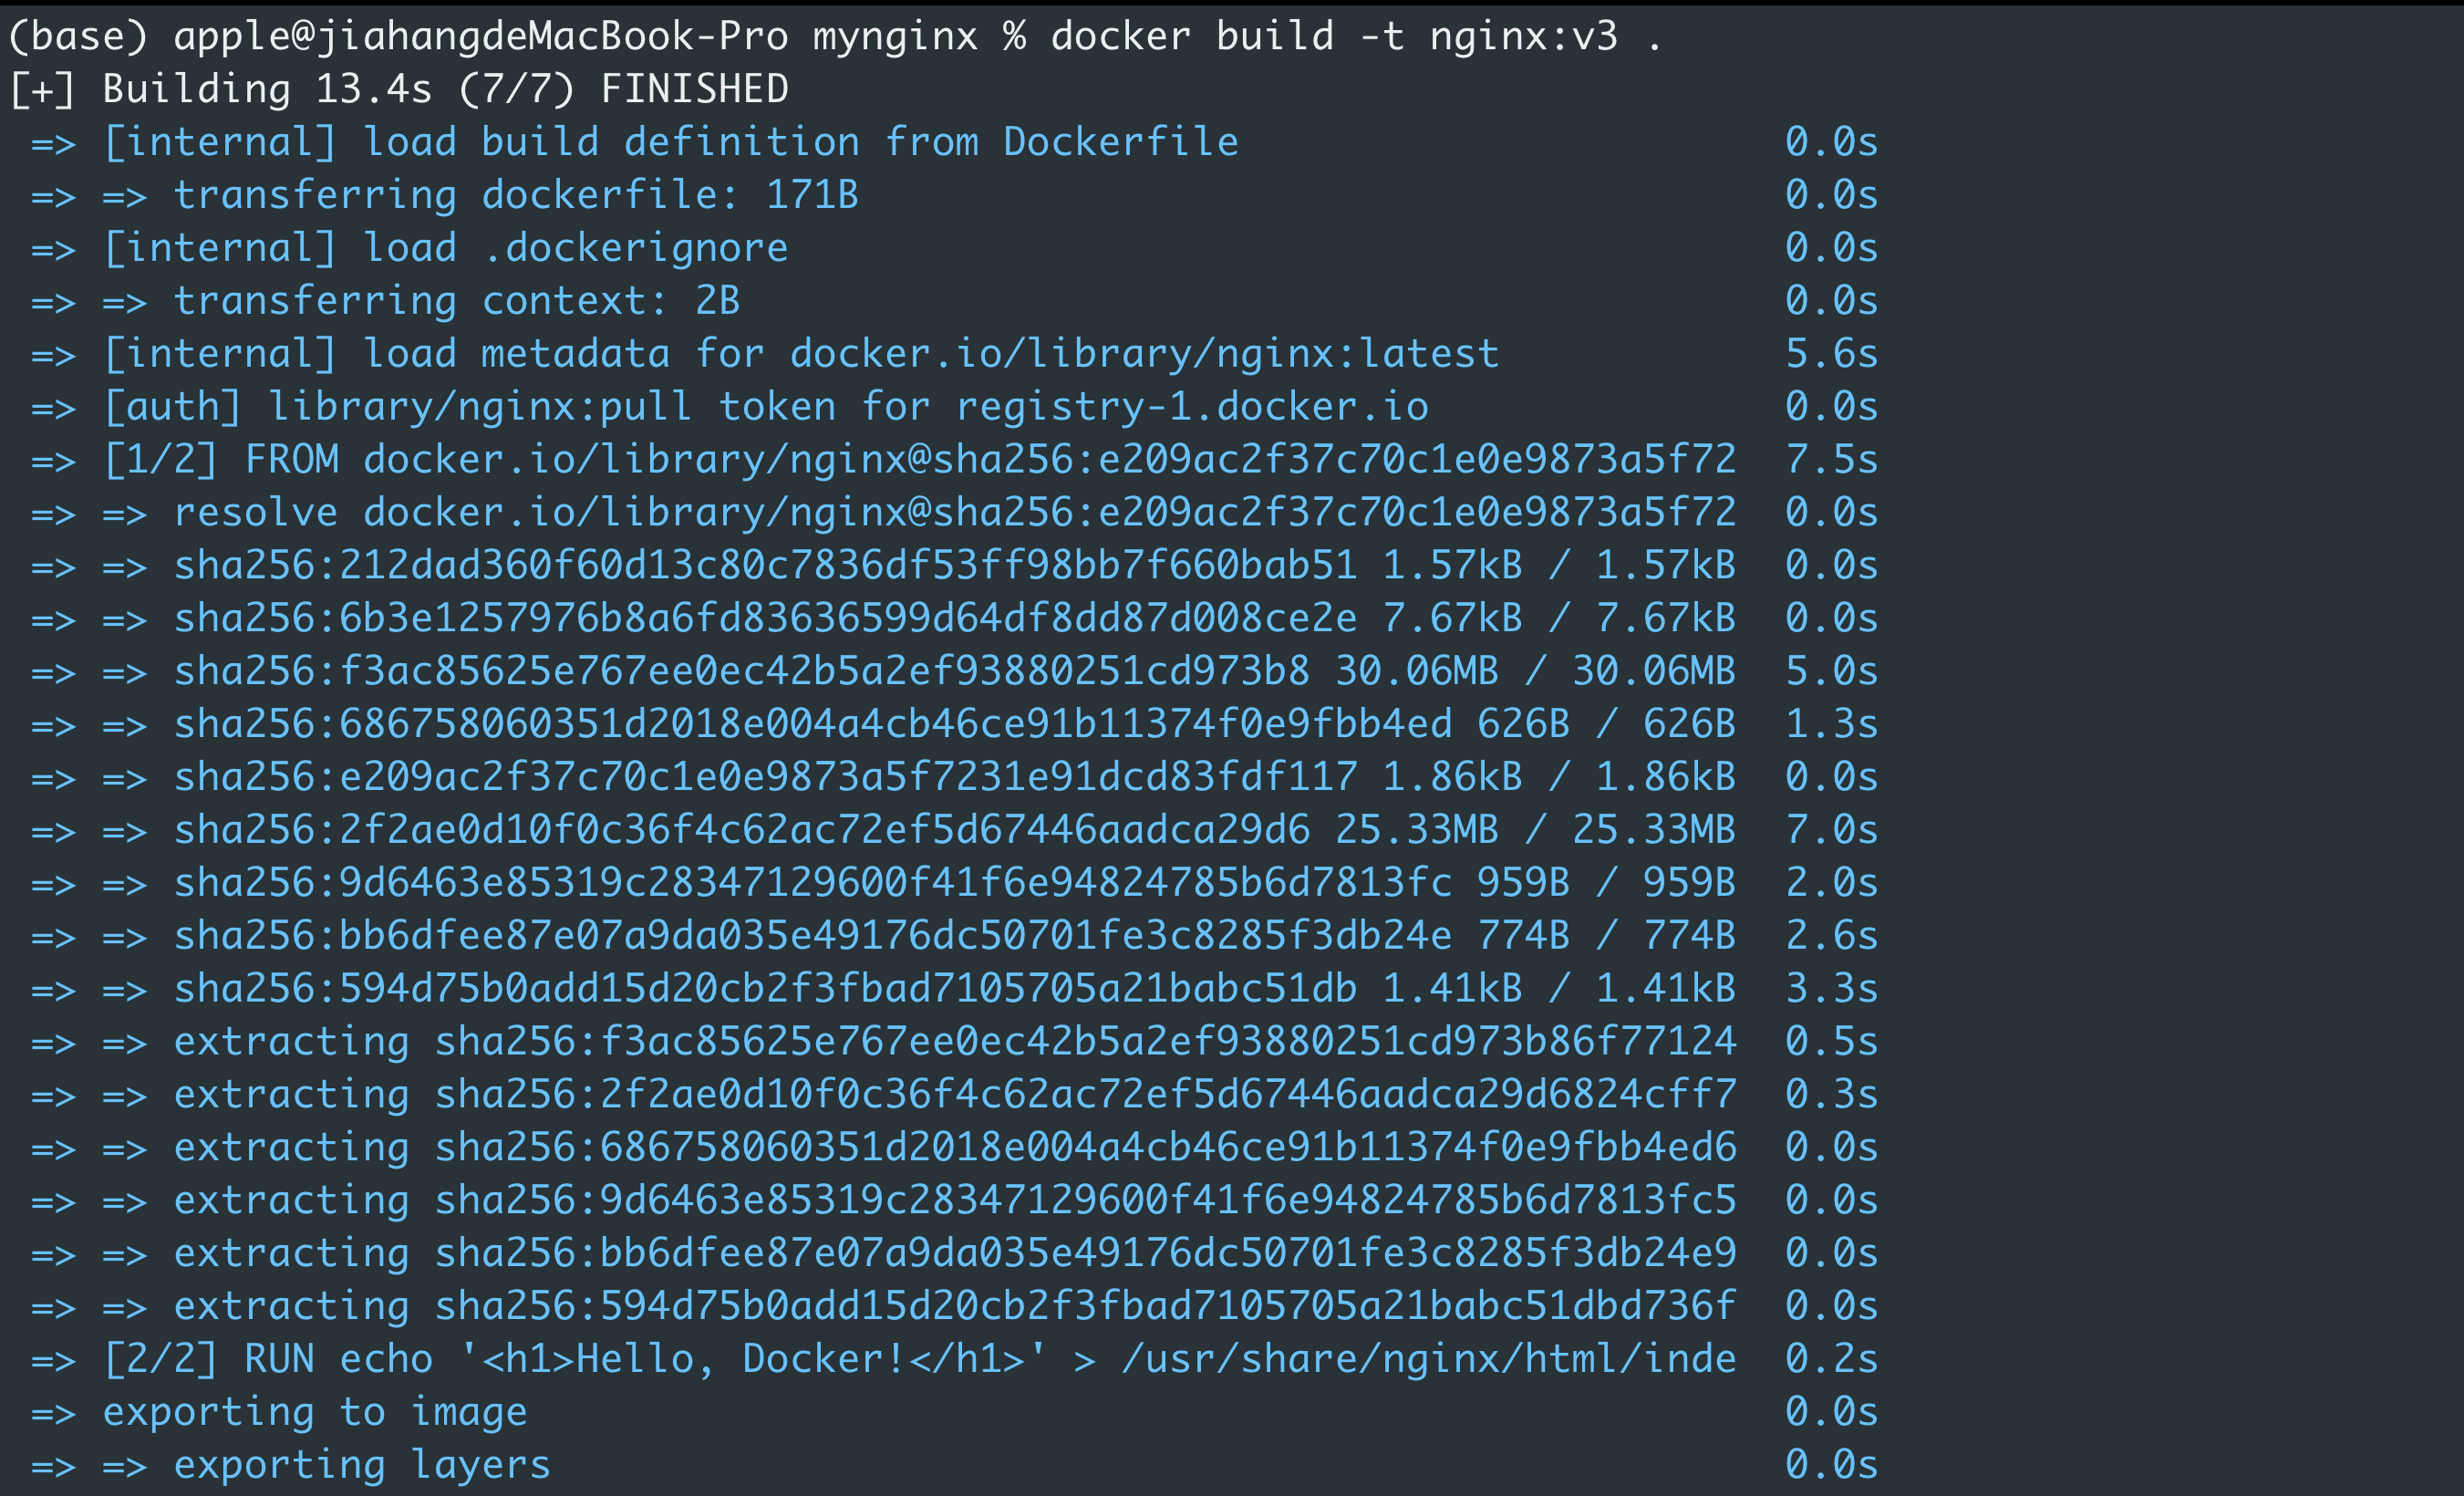 (base) apple@jiahangdeMacBook-Pro mynginx % docker build -t nginx:v3 .
[+] Building 13.4s (7/7) FINISHED
=> [internal] load build definition from Dockerfile 0.0s
=> => transferring dockerfile: 171B 0.0s
=> [internal] load .dockerignore 0.0s
=> => transferring context: 2B 0.0s
=> [internal] load metadata for docker.io/library/nginx:latest 5.6s
=> [auth] library/nginx:pull token for registry-1.docker.io 0.0s
=> [1/2] FROM docker.io/library/nginx@sha256:e209ac2f37c70c1e0e9873a5f72 7.5s
=> => resolve docker.io/library/nginx@sha256:e209ac2f37c70c1e0e9873a5f72 0.0s
=> => sha256:212dad360f60d13c80c7836df53ff98bb7f660bab51 1.57kB / 1.57kB 0.0s
=> => sha256:6b3e1257976b8a6fd83636599d64df8dd87d008ce2e 7.67kB / 7.67kB 0.0s
=> => sha256:f3ac85625e767ee0ec42b5a2ef93880251cd973b8 30.06MB / 30.06MB 5.0s
=> => sha256:686758060351d2018e004a4cb46ce91b11374f0e9fbb4ed 626B / 626B 1.3s
=> => sha256:e209ac2f37c70c1e0e9873a5f7231e91dcd83fdf117 1.86kB / 1.86kB 0.0s
=> => sha256:2f2ae0d10f0c36f4c62ac72ef5d67446aadca29d6 25.33MB / 25.33MB 7.0s
=> => sha256:9d6463e85319c28347129600f41f6e94824785b6d7813fc 959B / 959B 2.0s
=> => sha256:bb6dfee87e07a9da035e49176dc50701fe3c8285f3db24e 774B / 774B 2.6s
=> => sha256:594d75b0add15d20cb2f3fbad7105705a21babc51db 1.41kB / 1.41kB 3.3s
=> => extracting sha256:f3ac85625e767ee0ec42b5a2ef93880251cd973b86f77124 0.5s
=> => extracting sha256:2f2ae0d10f0c36f4c62ac72ef5d67446aadca29d6824cff7 0.3s
=> => extracting sha256:686758060351d2018e004a4cb46ce91b11374f0e9fbb4ed6 0.0s
=> => extracting sha256:9d6463e85319c28347129600f41f6e94824785b6d7813fc5 0.0s
=> => extracting sha256:bb6dfee87e07a9da035e49176dc50701fe3c8285f3db24e9 0.0s
=> => extracting sha256:594d75b0add15d20cb2f3fbad7105705a21babc51dbd736f 0.0s
=> [2/2] RUN echo '<h1>Hello, Docker!</h1>' > /usr/share/nginx/html/inde 0.2s
=> exporting to image 0.0s
=> => exporting layers 0.0s